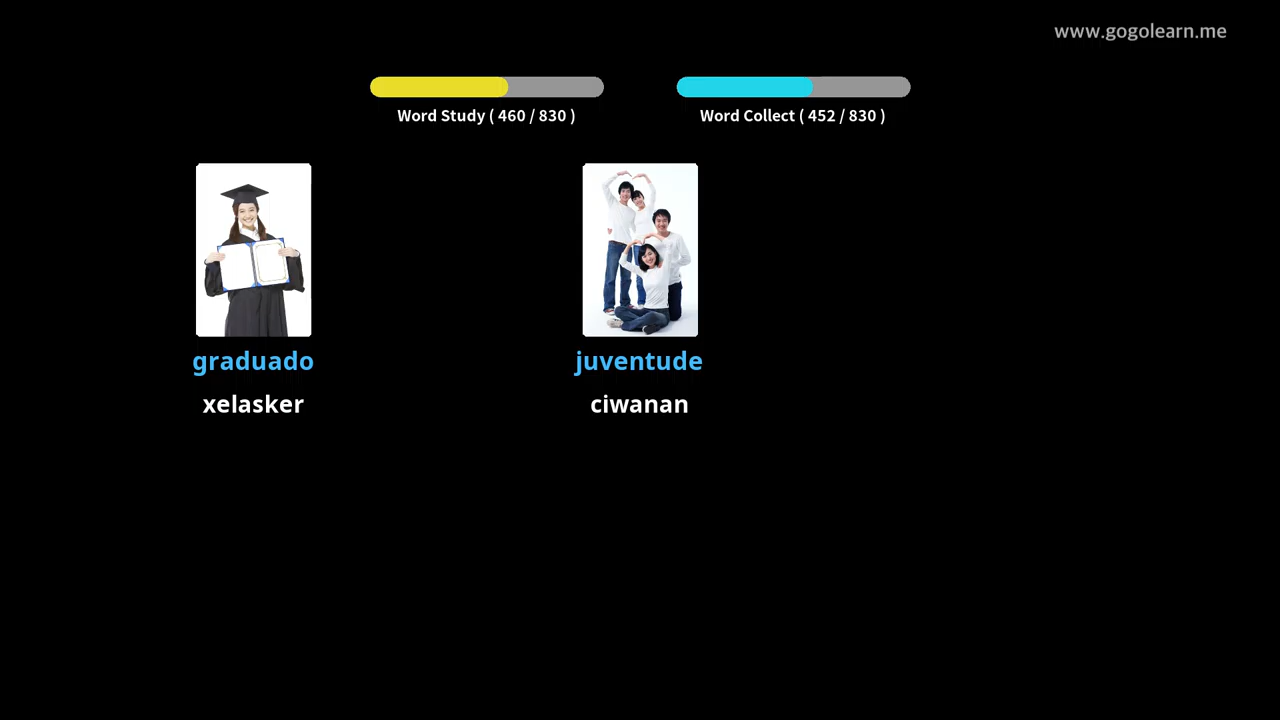 www.gogolearn.me
Word Study ( 460 / 830 )
Word Collect ( 452 / 830 )
graduado
xelasker
juventude
ciwanan